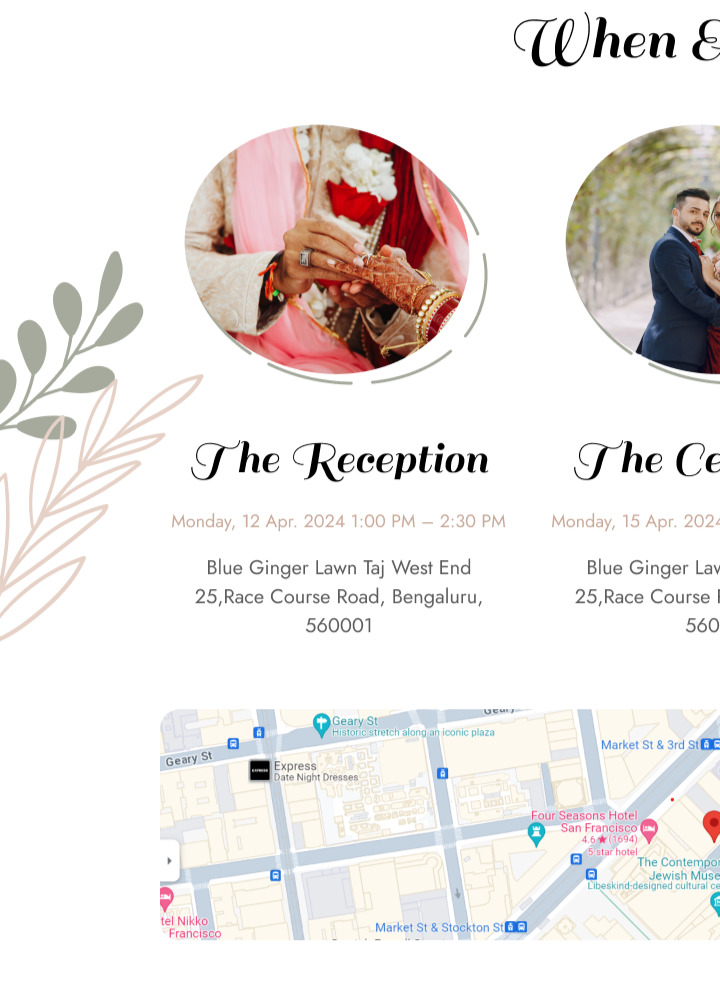 When &
The Reception
Monday, 12 Apr. 2024 1:00 PM – 2:30 PM
Blue Ginger Lawn Taj West End
25,Race Course Road, Bengaluru,
560001
The Ce
Monday, 15 Apr. 2024
Blue Ginger Law
25,Race Course
560
Geary
Geary St
Historic stretch along an iconic plaza
Geary St
Market St & 3rd St
EXPRESS
Express
Date Night Dresses
Four Seasons Hotel
San Francisco
4.6★(1694)
5-star hotel
The Contempor
Jewish Muse
Libeskind-designed cultural ce
tel Nikko
Francisco
Market St & Stockton St